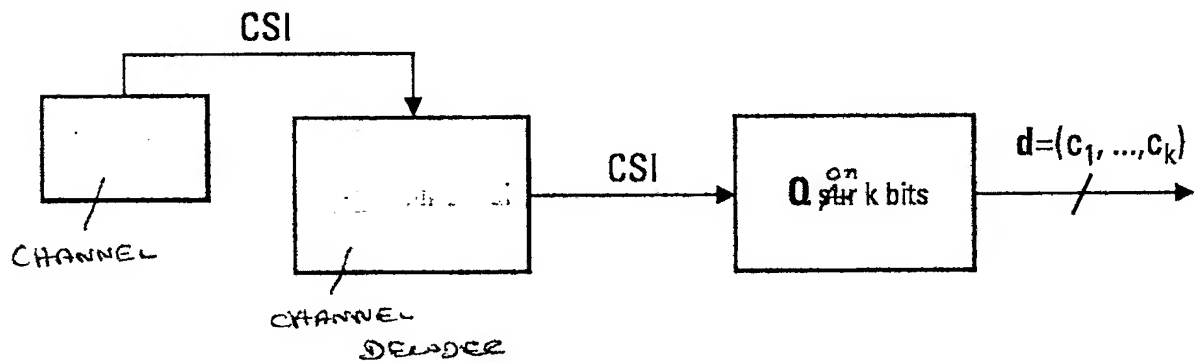 CSI
d=(c1, ...,ck)
CSI
on
Q sur k bits
CHANNEL
CHANNEL
DECODER